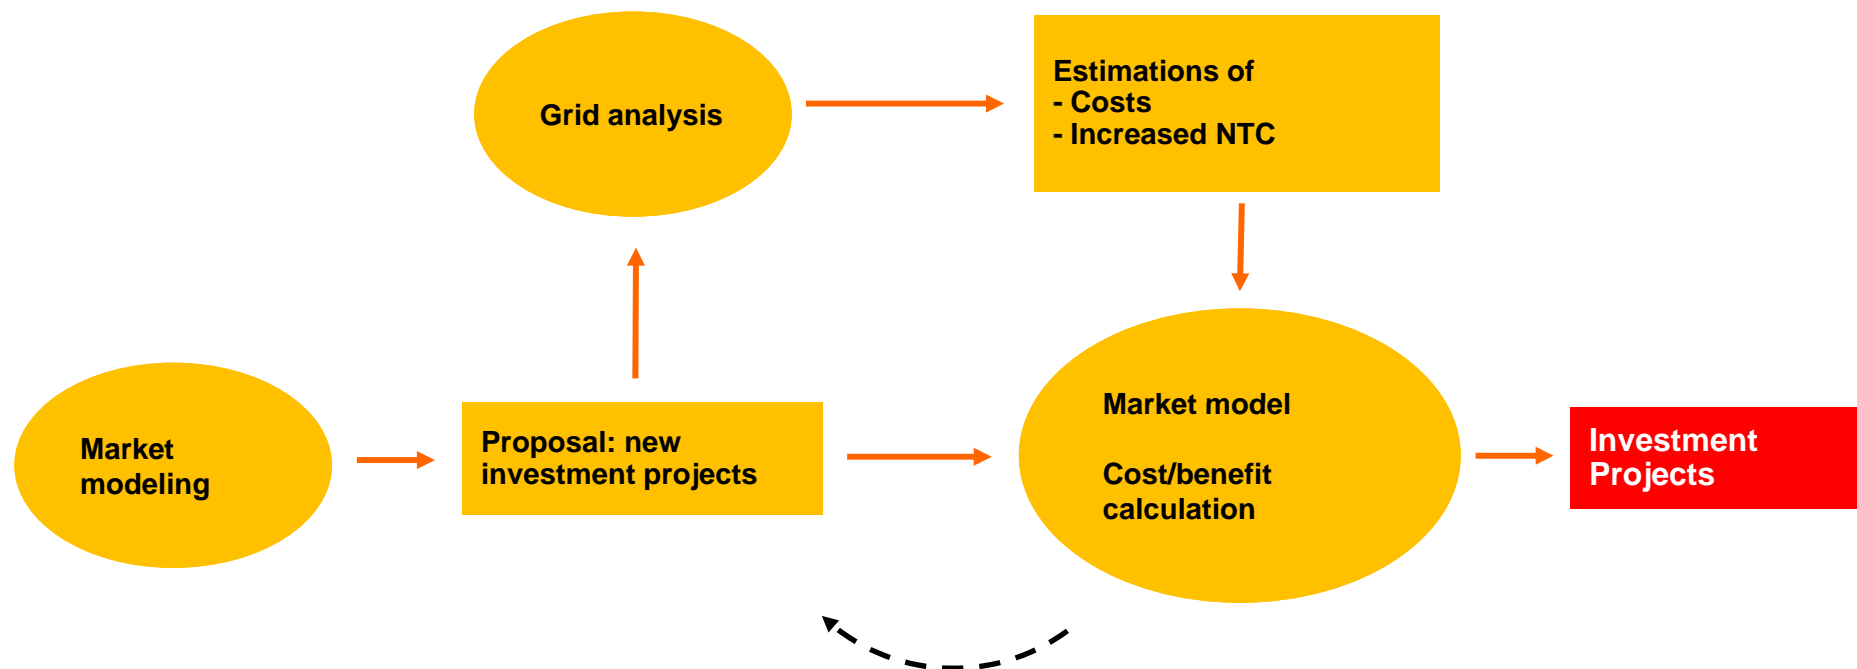 Grid analysis
Estimations of
- Costs
- Increased NTC
Market
modeling
Proposal: new
investment projects
Market model
Cost/benefit
calculation
Investment
Projects